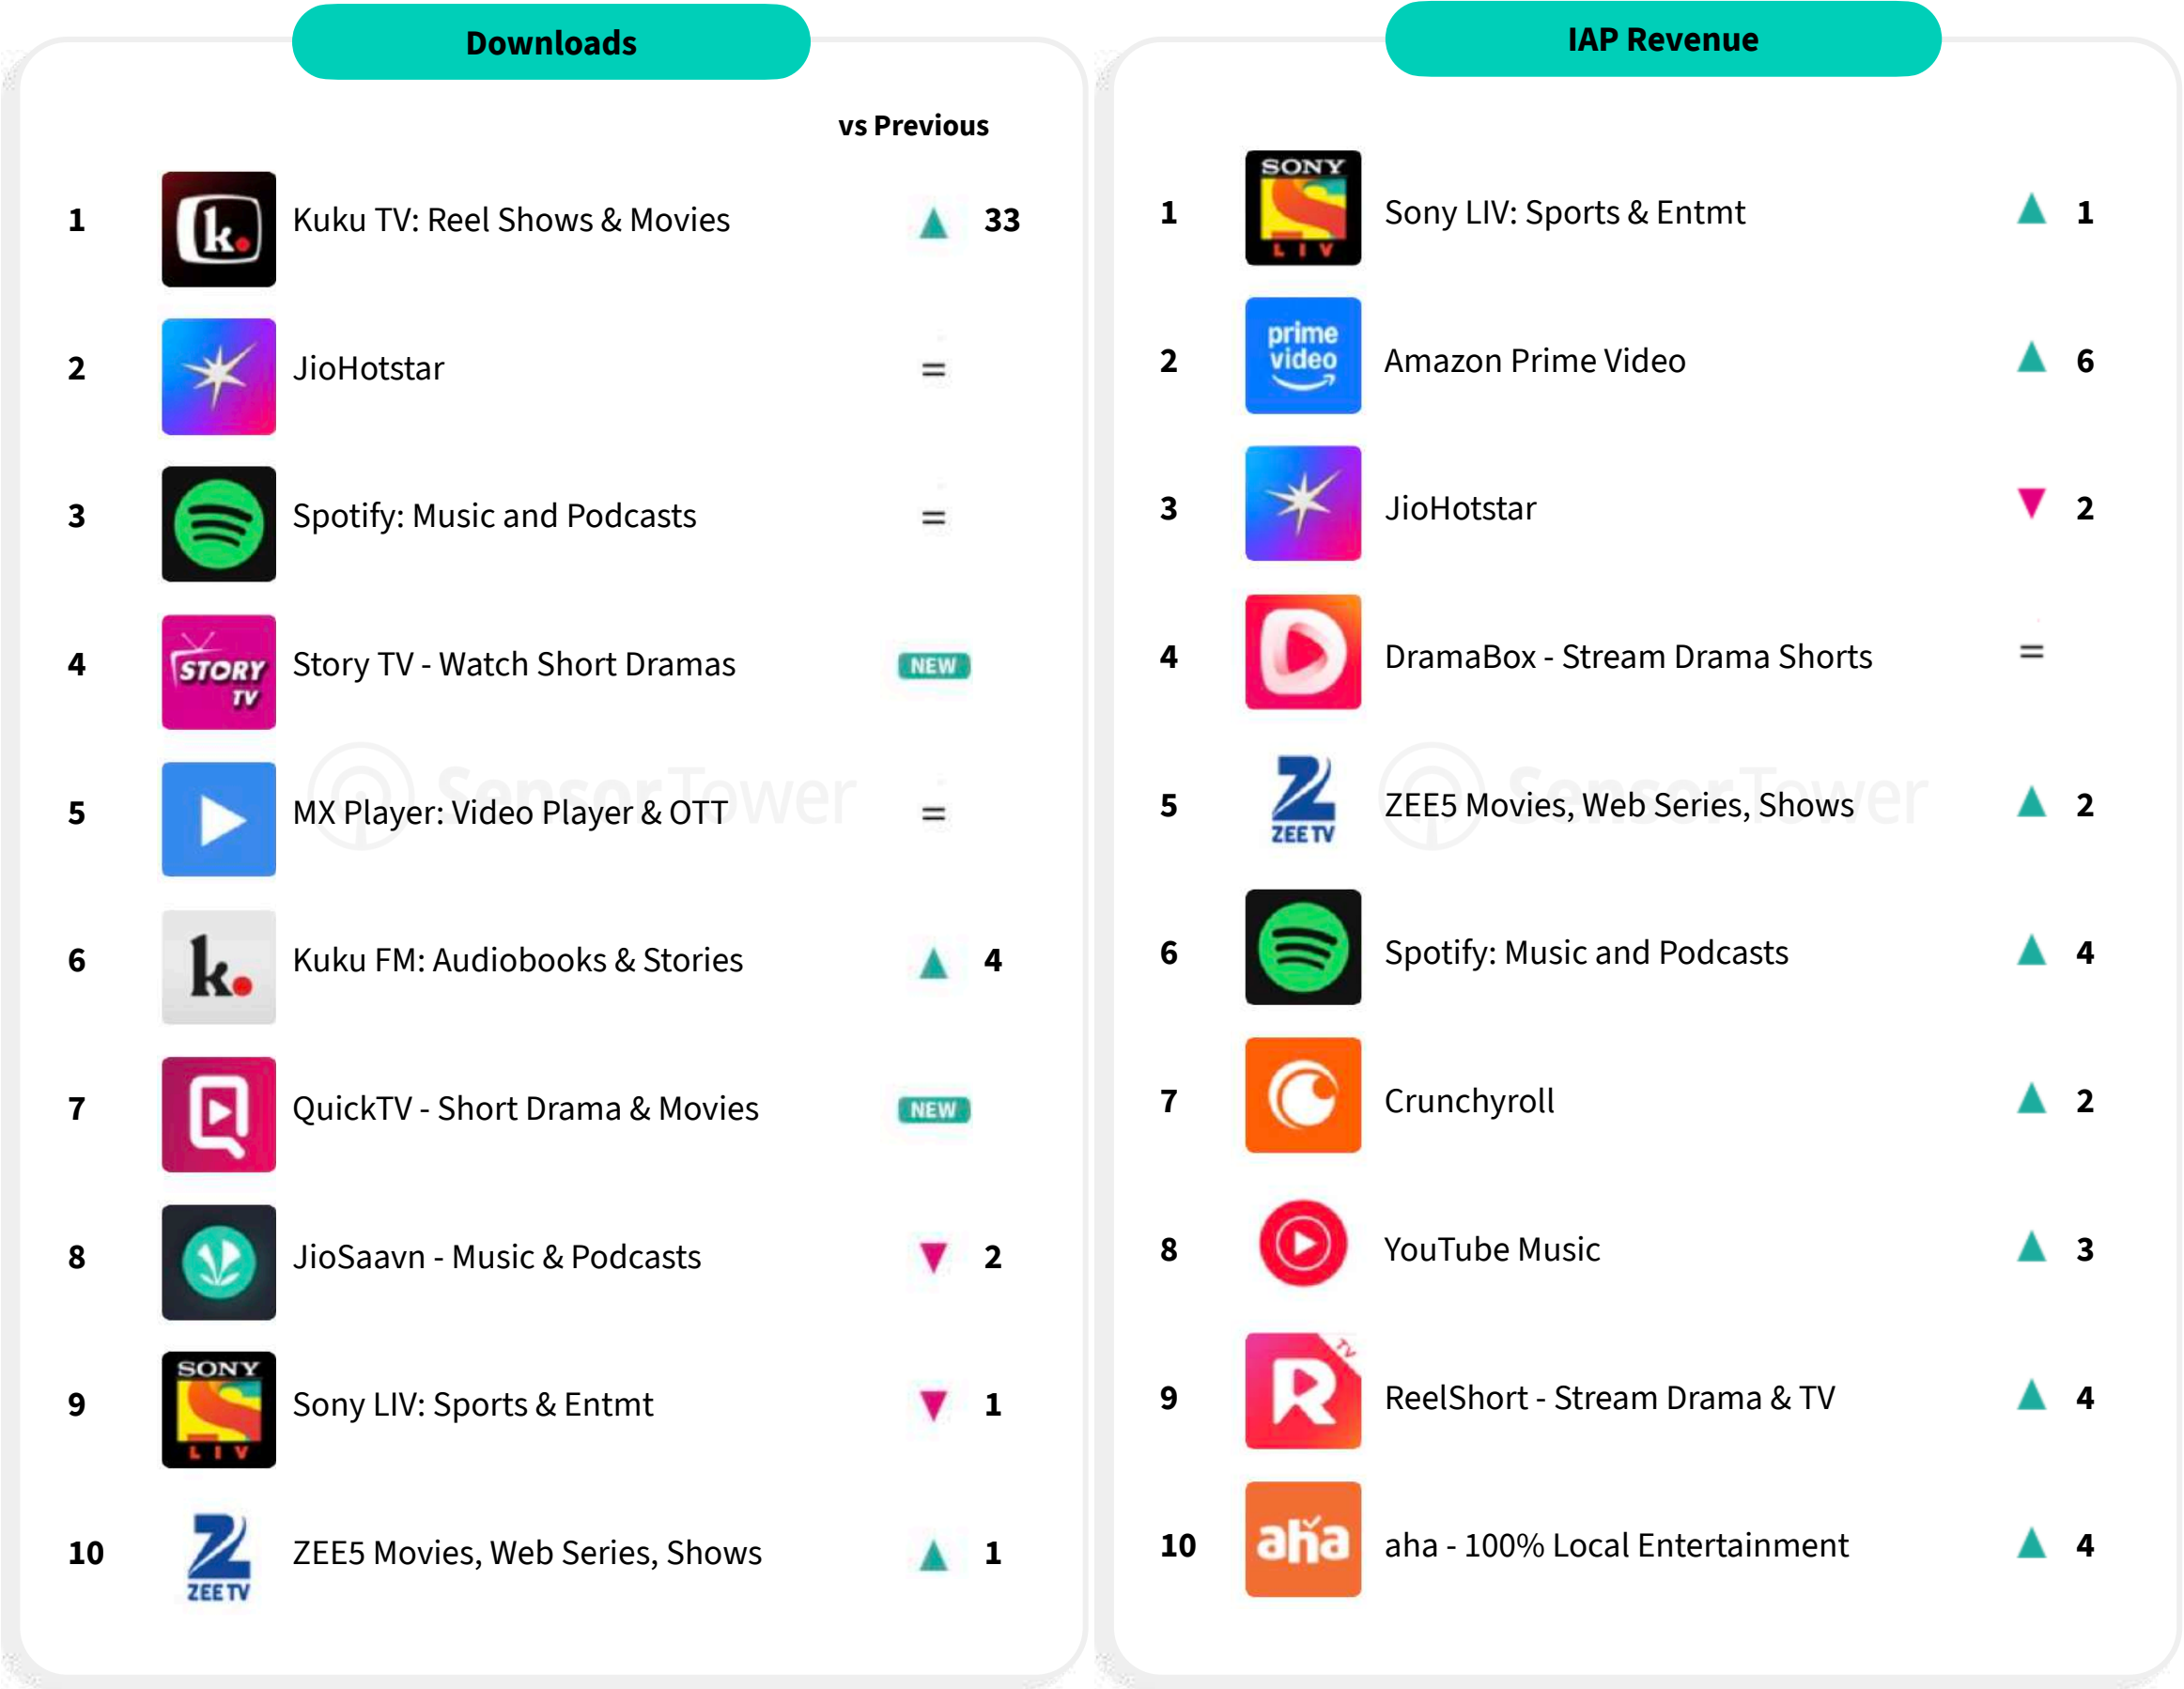 Downloads
vs Previous
1 Kuku TV: Reel Shows & Movies ▲ 33
2 JioHotstar =
3 Spotify: Music and Podcasts =
4 STORY TV Story TV - Watch Short Dramas NEW
5 MX Player: Video Player & OTT =
6 k. Kuku FM: Audiobooks & Stories ▲ 4
7 QuickTV - Short Drama & Movies NEW
8 JioSaavn - Music & Podcasts ▼ 2
9 SONY LIV Sony LIV: Sports & Entmt ▼ 1
10 ZEE TV ZEE5 Movies, Web Series, Shows ▲ 1
SensorTower
IAP Revenue
1 SONY LIV Sony LIV: Sports & Entmt ▲ 1
2 prime video Amazon Prime Video ▲ 6
3 JioHotstar ▼ 2
4 DramaBox - Stream Drama Shorts =
5 ZEE TV ZEE5 Movies, Web Series, Shows ▲ 2
6 Spotify: Music and Podcasts ▲ 4
7 Crunchyroll ▲ 2
8 YouTube Music ▲ 3
9 R TV ReelShort - Stream Drama & TV ▲ 4
10 aha aha - 100% Local Entertainment ▲ 4
SensorTower